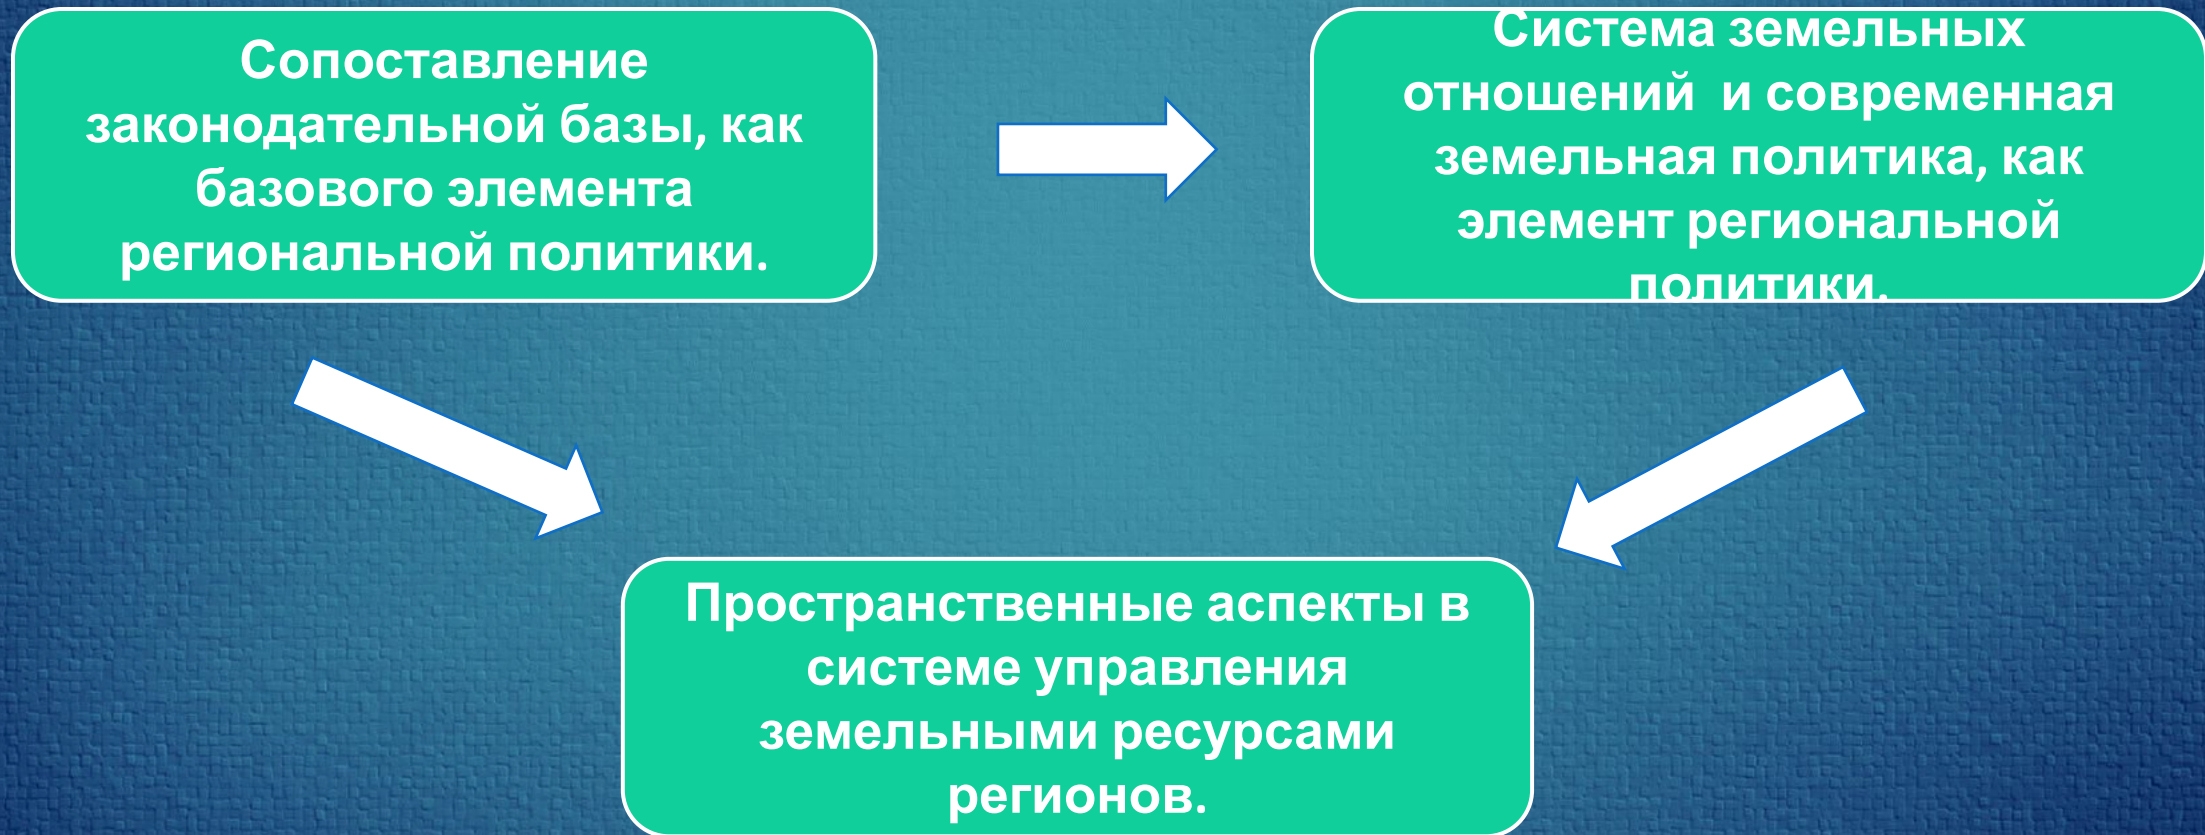 Сопоставление
законодательной базы, как
базового элемента
региональной политики.
Система земельных
отношений  и современная
земельная политика, как
элемент региональной
политики.
Пространственные аспекты в
системе управления
земельными ресурсами
регионов.